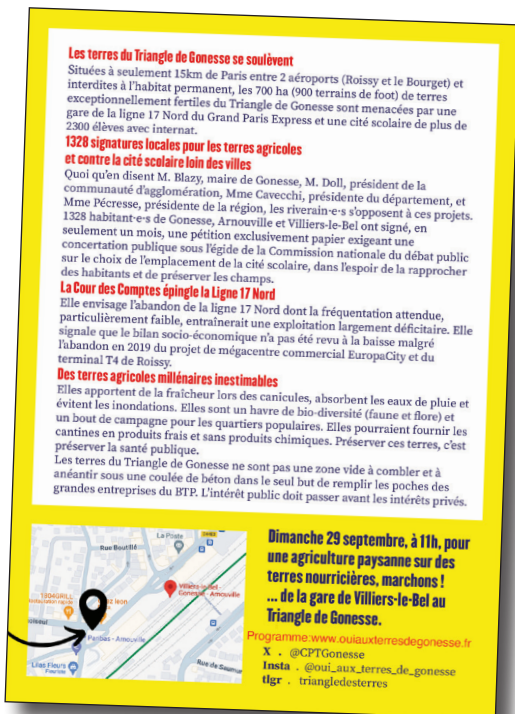 Les terres du Triangle de Gonesse se soulèvent
Situées à seulement 15km de Paris entre 2 aéroports (Roissy et le Bourget) et
interdites à l'habitat permanent, les 700 ha (900 terrains de foot) de terres
exceptionnellement fertiles du Triangle de Gonesse sont menacées par une
gare de la ligne 17 Nord du Grand Paris Express et une cité scolaire de plus de
2300 élèves avec internat.
1328 signatures locales pour les terres agricoles
et contre la cité scolaire loin des villes
Quoi qu'en disent M. Blazy, maire de Gonesse, M. Doll, président de la
communauté d'agglomération, Mme Cavecchi, présidente du département, et
Mme Pécresse, présidente de la région, les riverain·e·s s'opposent à ces projets.
1328 habitant·e·s de Gonesse, Arnouville et Villiers-le-Bel ont signé, en
seulement un mois, une pétition exclusivement papier exigeant une
concertation publique sous l'égide de la Commission nationale du débat public
sur le choix de l'emplacement de la cité scolaire, dans l'espoir de la rapprocher
des habitants et de préserver les champs.
La Cour des Comptes épingle la Ligne 17 Nord
Elle envisage l'abandon de la ligne 17 Nord dont la fréquentation attendue,
particulièrement faible, entraînerait une exploitation largement déficitaire. Elle
signale que le bilan socio-économique n'a pas été revu à la baisse malgré
l'abandon en 2019 du projet de mégacentre commercial EuropaCity et du
terminal T4 de Roissy.
Des terres agricoles millénaires inestimables
Elles apportent de la fraîcheur lors des canicules, absorbent les eaux de pluie et
évitent les inondations. Elles sont un havre de bio-diversité (faune et flore) et
un bout de campagne pour les quartiers populaires. Elles pourraient fournir les
cantines en produits frais et sans produits chimiques. Préserver ces terres, c'est
préserver la santé publique.
Les terres du Triangle de Gonesse ne sont pas une zone vide à combler et à
anéantir sous une coulée de béton dans le seul but de remplir les poches des
grandes entreprises du BTP. L'intérêt public doit passer avant les intérêts privés.
La Poste
Rue Boutillé
1304GRILL
Villiers-le-Bel -
Gonesse - Arnouville
Paribas - Arnouville
Lilas Fleurs
Fleuriste
Rue de Saumur
Dimanche 29 septembre, à 11h, pour
une agriculture paysanne sur des
terres nourricières, marchons !
... de la gare de Villiers-le-Bel au
Triangle de Gonesse.
Programme:www.ouiauxterresdegonesse.fr
X . @CPTGonesse
Insta . @oui_aux_terres_de_gonesse
tlgr . triangledesterres